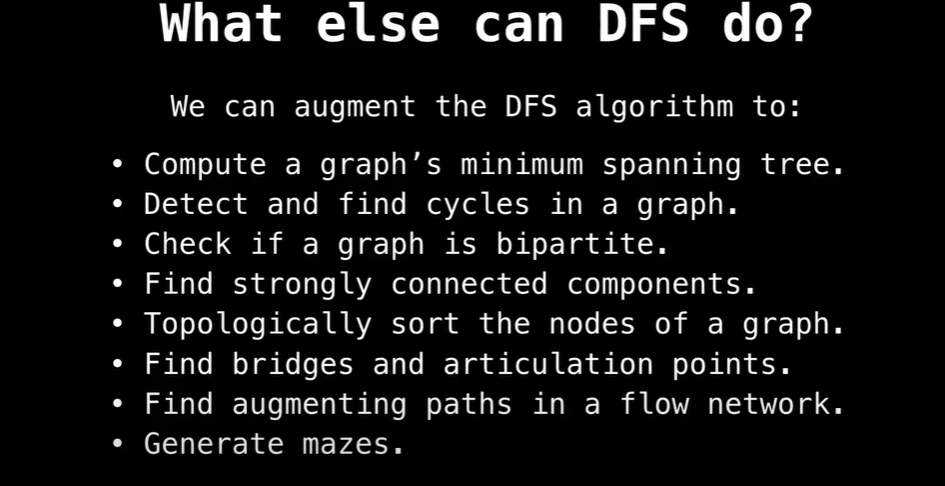 What else can DFS do?
We can augment the DFS algorithm to:
• Compute a graph’s minimum spanning tree.
• Detect and find cycles in a graph.
• Check if a graph is bipartite.
• Find strongly connected components.
• Topologically sort the nodes of a graph.
• Find bridges and articulation points.
• Find augmenting paths in a flow network.
• Generate mazes.